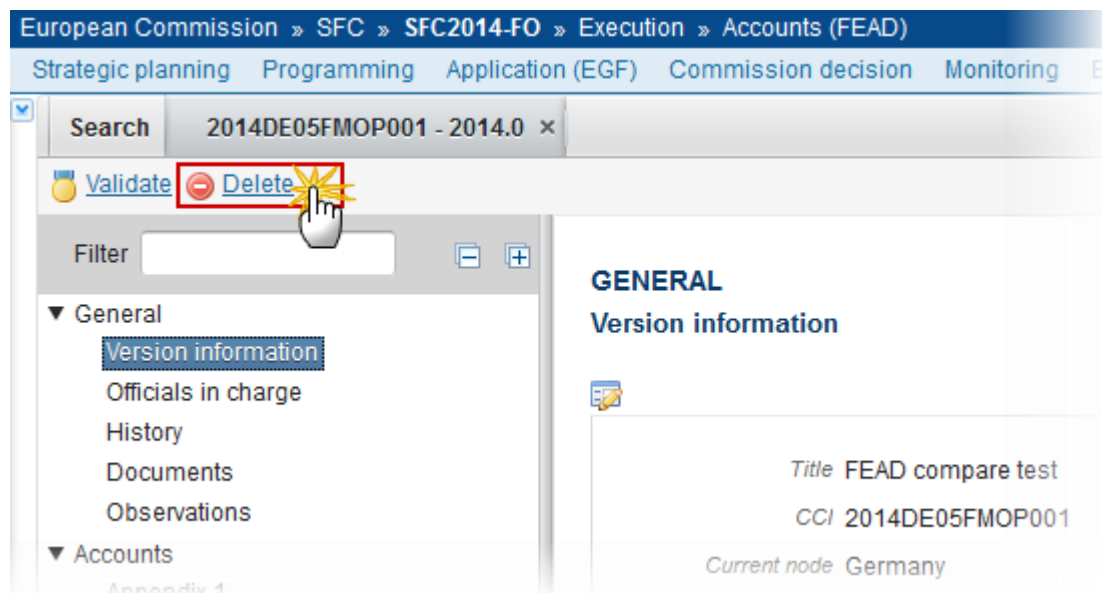 European Commission » SFC » SFC2014-FO » Execution » Accounts (FEAD)
Strategic planning Programming Application (EGF) Commission decision Monitoring
Search 2014DE05FMOP001 - 2014.0 ×
Validate Delete
Filter
GENERAL
▼ General
Version information
Version information
Officials in charge
History
Documents
Title FEAD compare test
Observations
CCI 2014DE05FMOP001
▼ Accounts
Current node Germany
Appendix 1